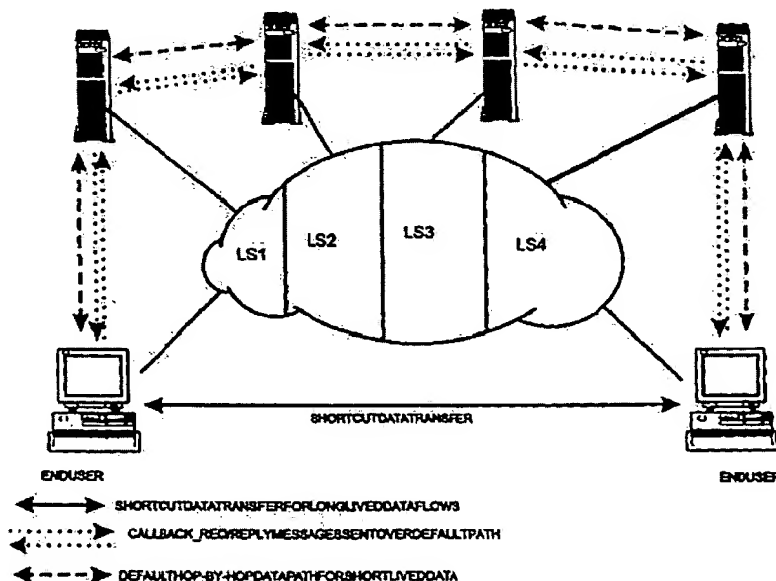 LS1
LS2
LS3
LS4
SHORTCUTDATATRANSFER
ENDUSER
ENDUSER
SHORTCUTDATATRANSFERFORLONGLIVEDDATAFLOWS
CALLBACK_REQ/REPLYMESSAGESSENTOVERDEFAULTPATH
DEFAULTHOP-BY-HOPDATAPATHFORSHORTLIVEDDATA